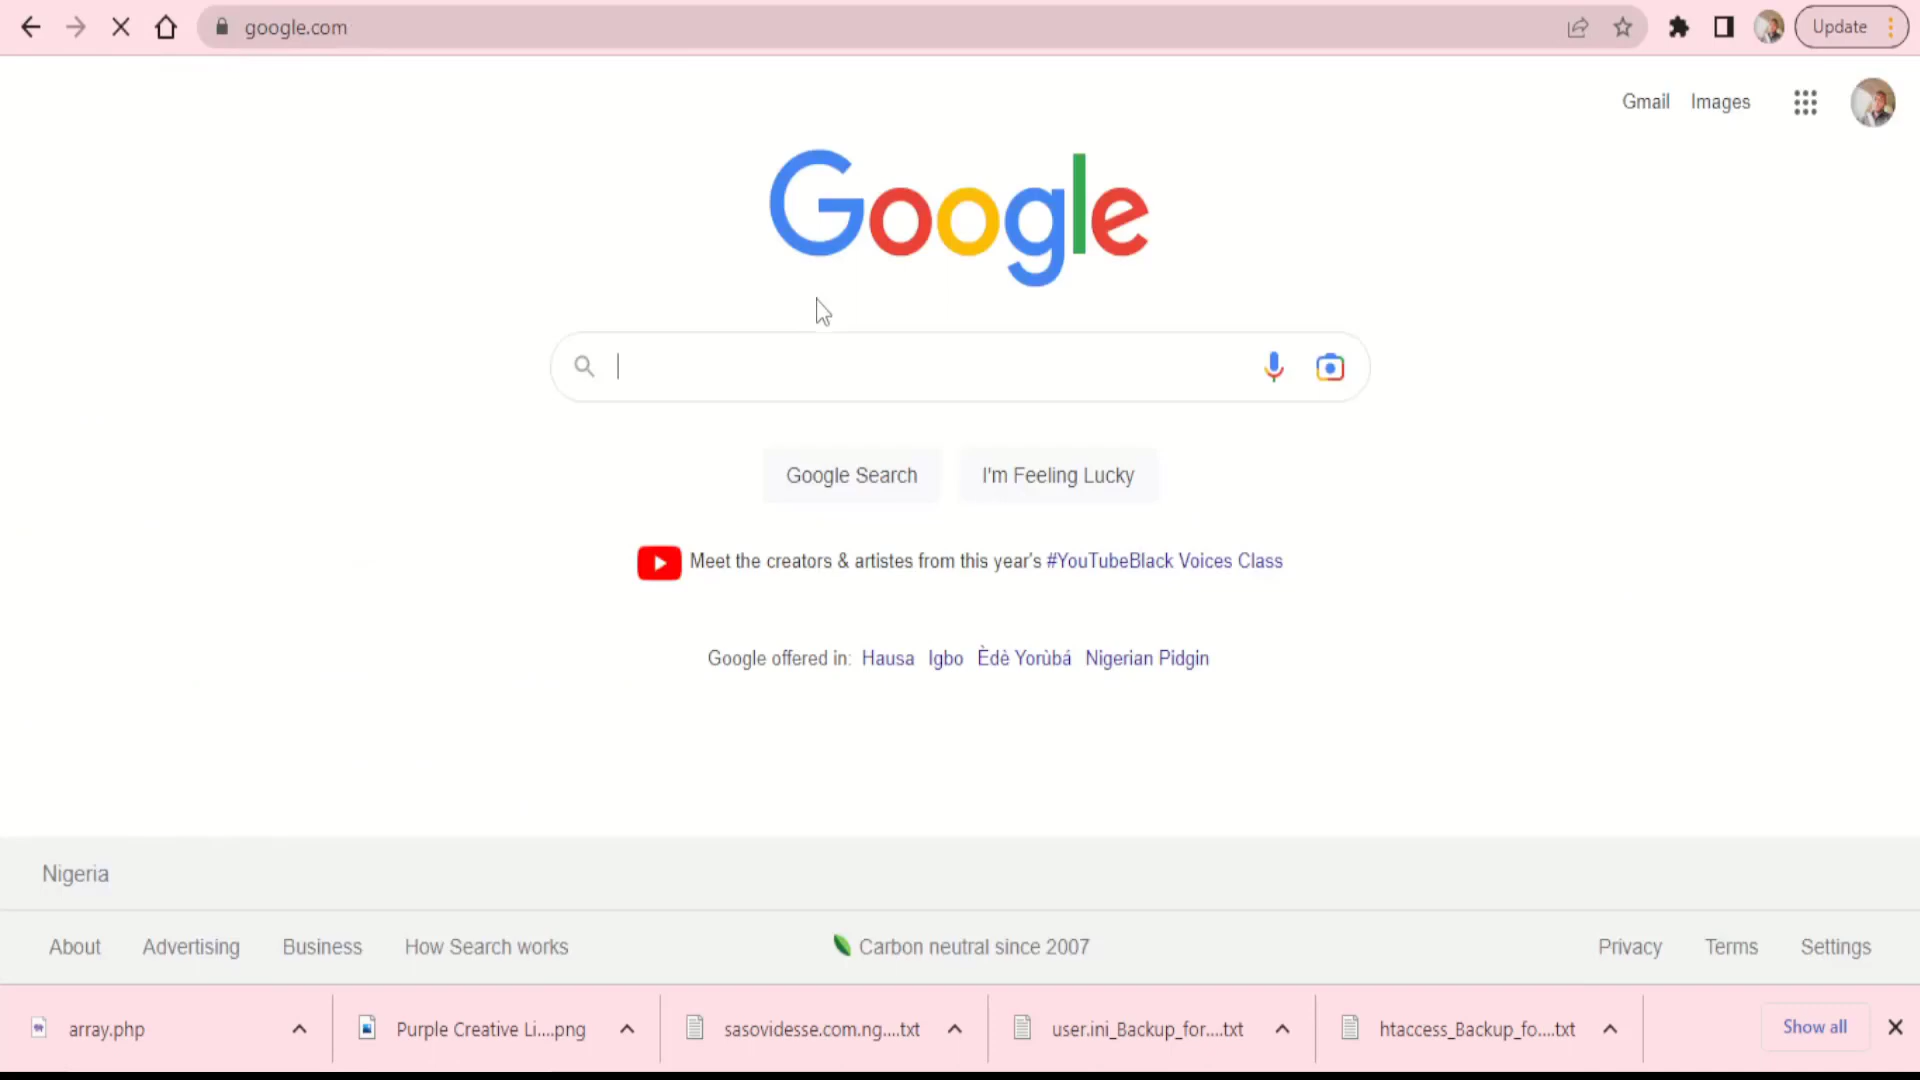 google.com
Update
Gmail Images
Google
Google Search I'm Feeling Lucky
Meet the creators & artistes from this year's #YouTubeBlack Voices Class
Google offered in: Hausa Igbo Èdè Yorùbá Nigerian Pidgin
Nigeria
About Advertising Business How Search works Carbon neutral since 2007 Privacy Terms Settings
array.php Purple Creative Li....png sasovidesse.com.ng....txt user.ini_Backup_for....txt htaccess_Backup_fo....txt Show all